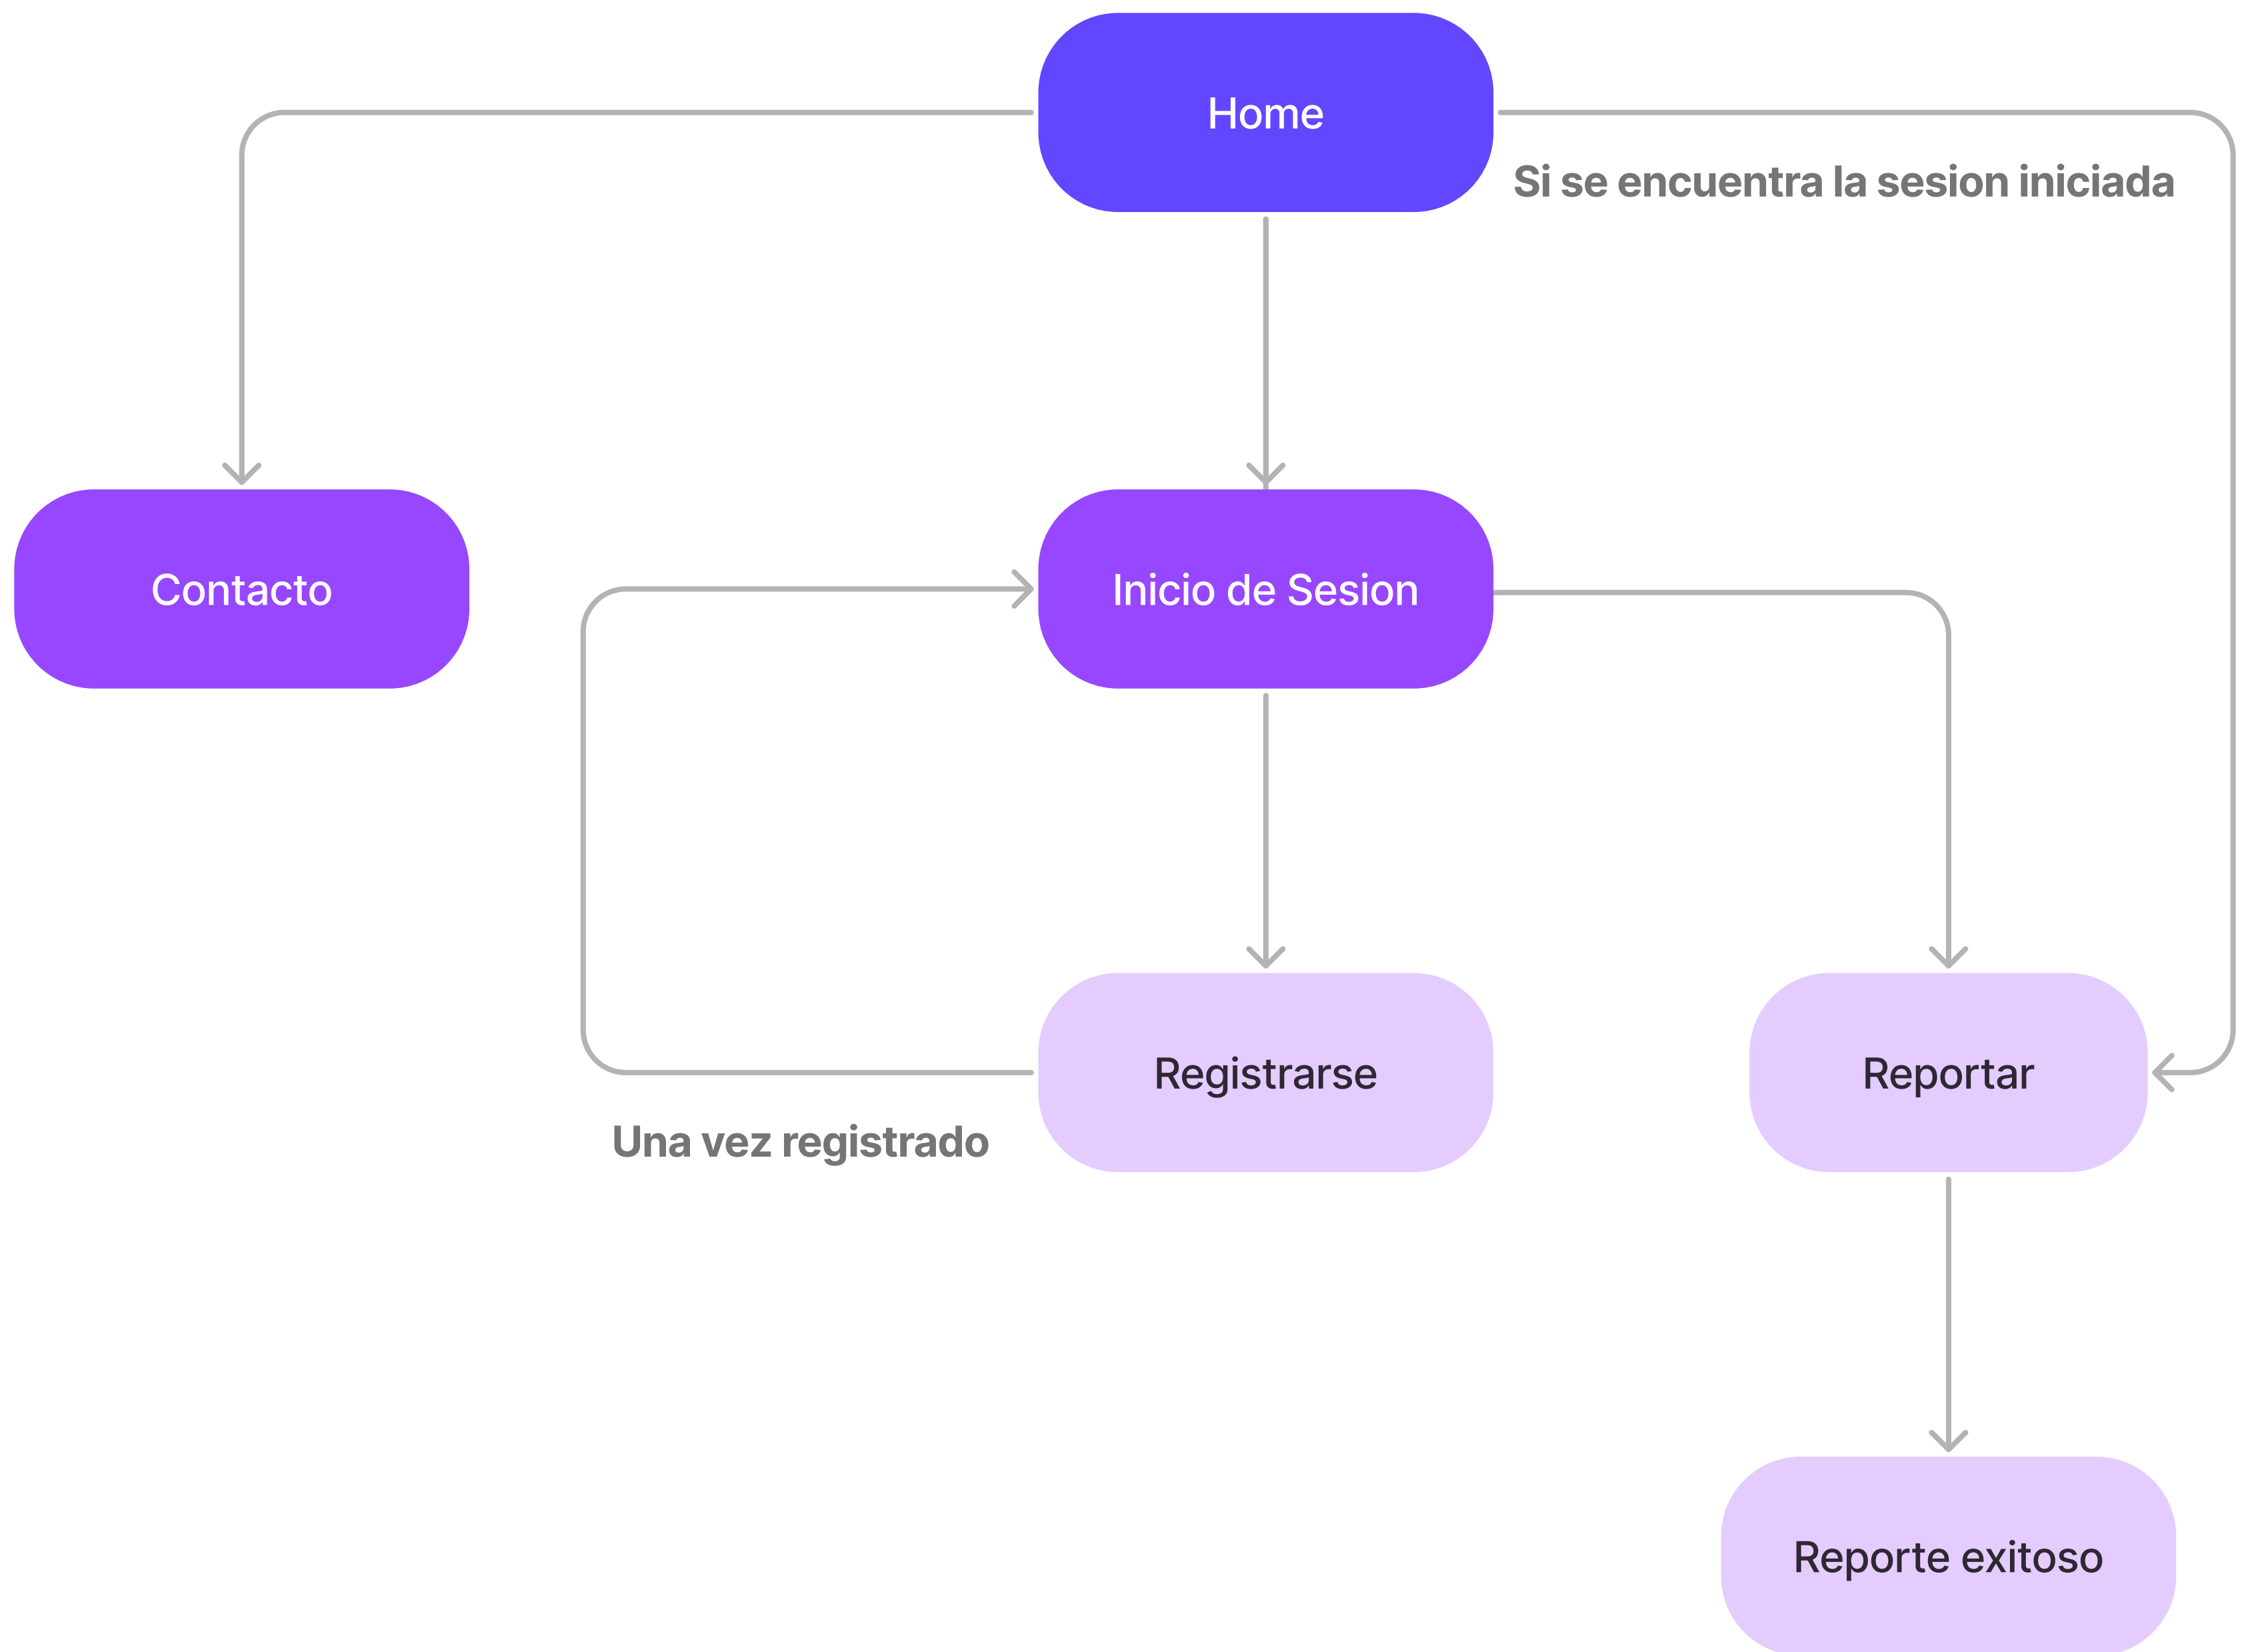 Home
Si se encuentra la sesion iniciada
Contacto
Inicio de Sesion
Registrarse
Reportar
Una vez registrado
Reporte exitoso